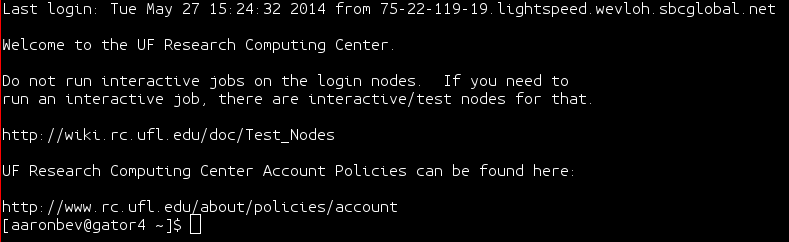 Last login: Tue May 27 15:24:32 2014 from 75-22-119-19.lightspeed.wevloh.sbcglobal.net
Welcome to the UF Research Computing Center.
Do not run interactive jobs on the login nodes.  If you need to
run an interactive job, there are interactive/test nodes for that.
http://wiki.rc.ufl.edu/doc/Test_Nodes
UF Research Computing Center Account Policies can be found here:
http://www.rc.ufl.edu/about/policies/account
[aaronbev@gator4 ~]$